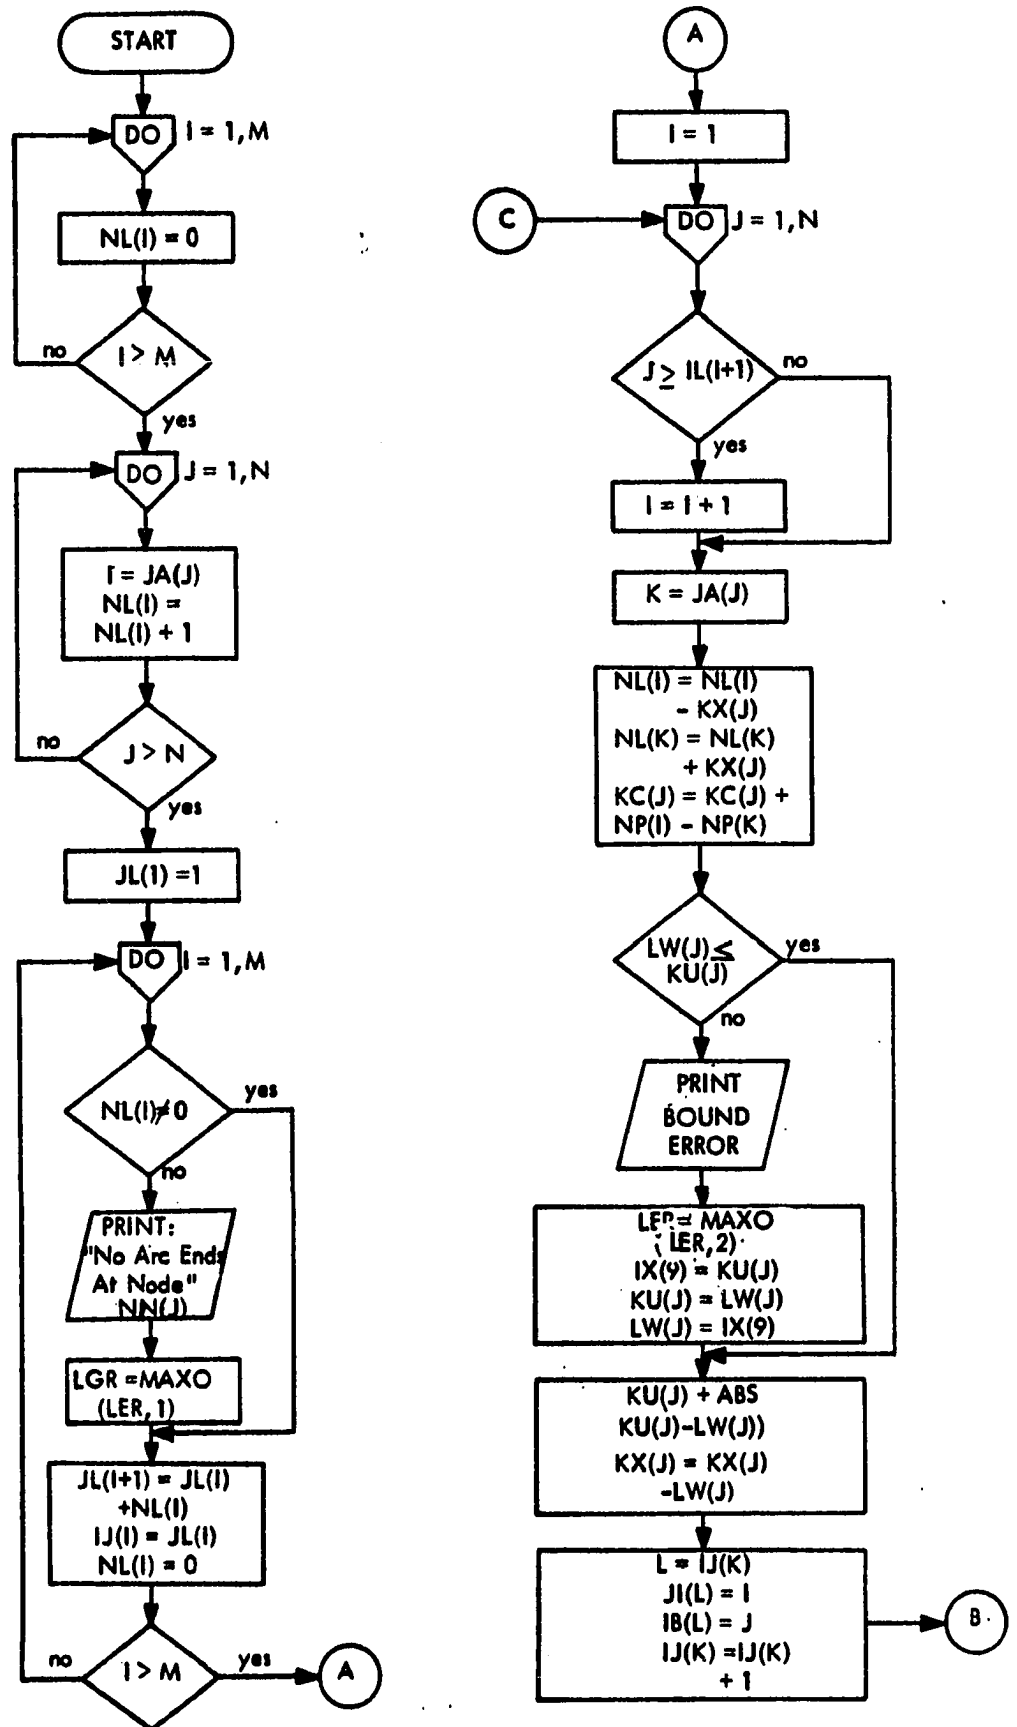 START
DO I = 1,M
NL(I) = 0
I > M
no
yes
DO J = 1,N
I = JA(J)
NL(I) =
NL(I) + 1
J > N
no
yes
JL(1) =1
DO I = 1,M
NL(I)≠0
yes
no
PRINT:
"No Arc Ends
At Node"
NN(J)
LGR =MAXO
(LER,1)
JL(I+1) = JL(I)
+NL(I)
IJ(I) = JL(I)
NL(I) = 0
I > M
no
yes
A
A
I = 1
C
DO J = 1,N
J ≥ IL(I+1)
no
yes
I = I + 1
K = JA(J)
NL(I) = NL(I)
- KX(J)
NL(K) = NL(K)
+ KX(J)
KC(J) = KC(J) +
NP(I) - NP(K)
LW(J) ≤
KU(J)
yes
no
PRINT
BOUND
ERROR
LER = MAXO
(LER,2)
IX(9) = KU(J)
KU(J) = LW(J)
LW(J) = IX(9)
KU(J) + ABS
KU(J)-LW(J))
KX(J) = KX(J)
-LW(J)
L = IJ(K)
JI(L) = I
IB(L) = J
IJ(K) =IJ(K)
+ 1
B